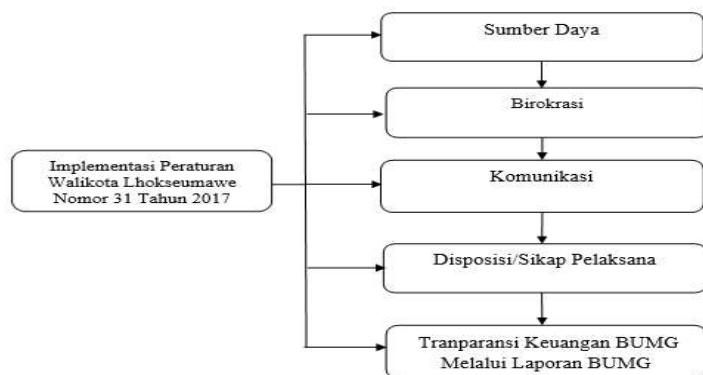 Sumber Daya
Birokrasi
Implementasi Peraturan
Walikota Lhokseumawe
Nomor 31 Tahun 2017
Komunikasi
Disposisi/Sikap Pelaksana
Tranparansi Keuangan BUMG
Melalui Laporan BUMG